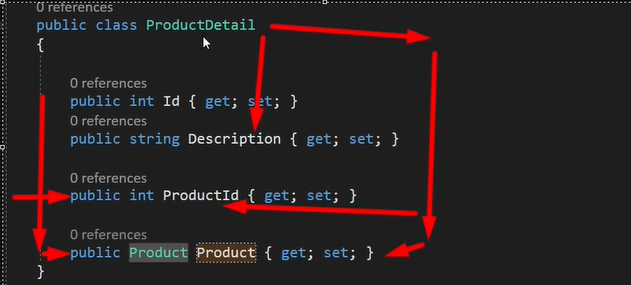 0 references
public class ProductDetail
{
0 references
public int Id { get; set; }
0 references
public string Description { get; set; }
0 references
public int ProductId { get; set; }
0 references
public Product Product { get; set; }
}